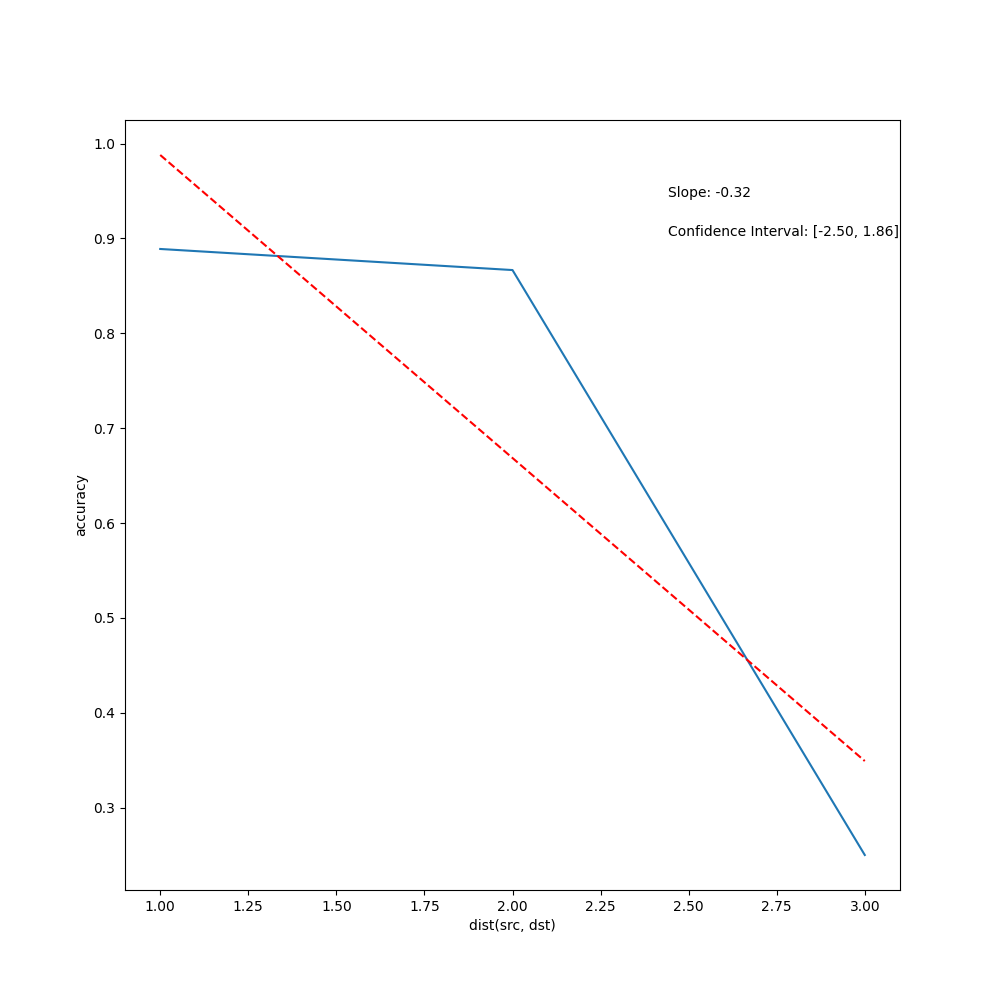 Slope: -0.32
Confidence Interval: [-2.50, 1.86]
1.0
0.9
0.8
0.7
0.6
0.5
0.4
0.3
accuracy
1.00 1.25 1.50 1.75 2.00 2.25 2.50 2.75 3.00
dist(src, dst)